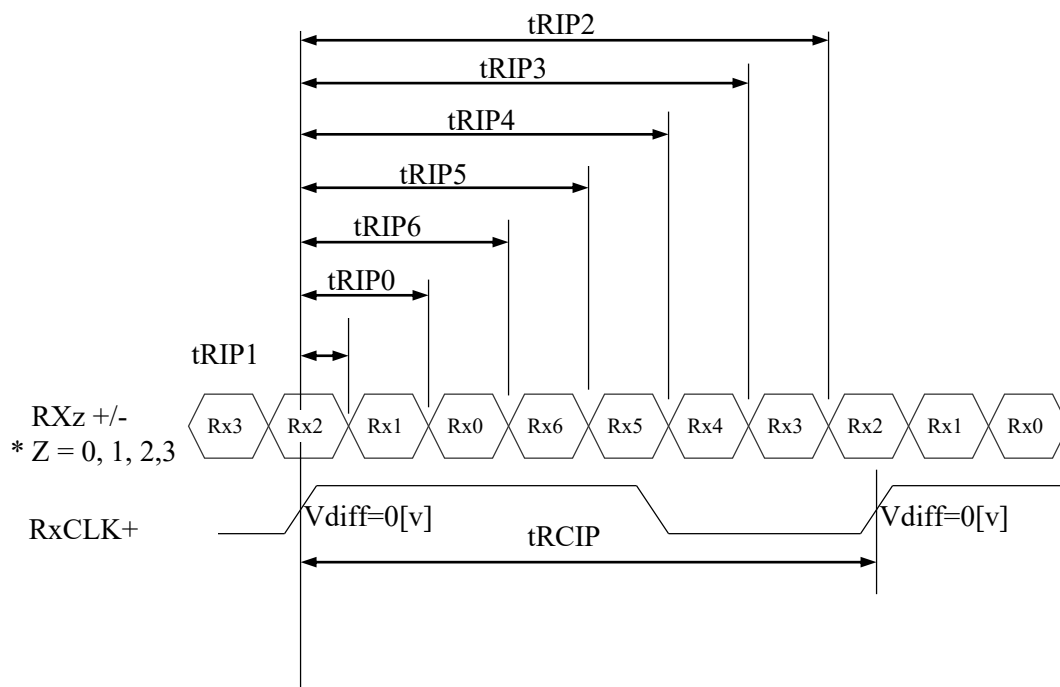 tRIP2
tRIP3
tRIP4
tRIP5
tRIP6
tRIP0
tRIP1
RXz +/-
* Z = 0, 1, 2,3
Rx3 Rx2 Rx1 Rx0 Rx6 Rx5 Rx4 Rx3 Rx2 Rx1 Rx0
RxCLK+
Vdiff=0[v] Vdiff=0[v]
tRCIP